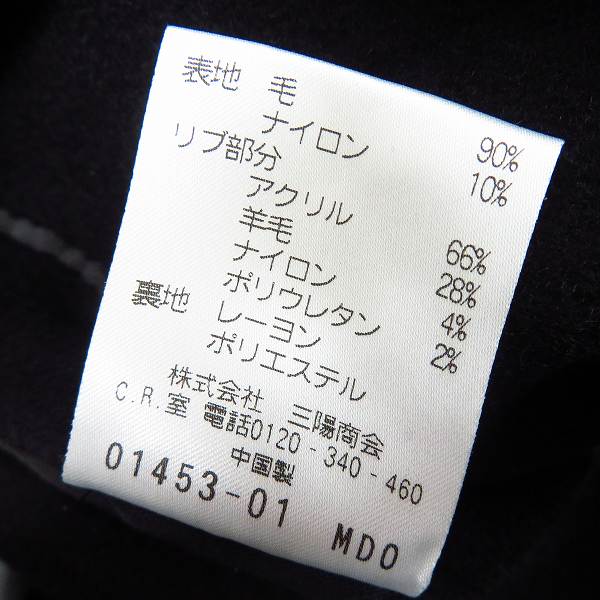 表地 毛 90%
ナイロン 10%
リブ部分
アクリル 66%
羊毛 28%
ナイロン 4%
ポリウレタン 2%
裏地 レーヨン
ポリエステル
株式会社 三陽商会
C.R.室 電話0120-340-460
中国製
01453-01 MDO